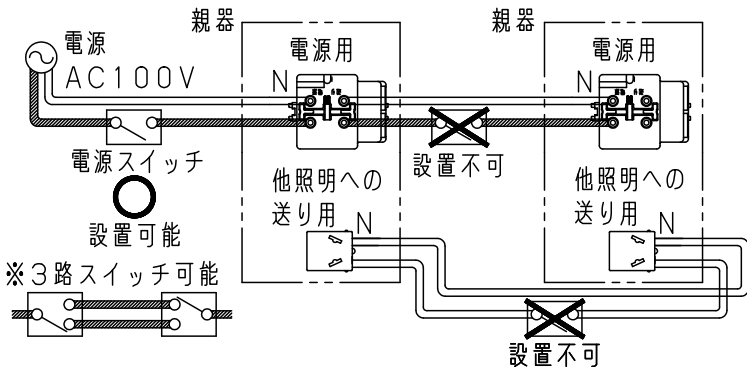 親器
親器
電源
AC100V
電源用
N
電源用
N
電源スイッチ
設置可能
設置不可
他照明への
送り用
N
他照明への
送り用
N
※3路スイッチ可能
設置不可